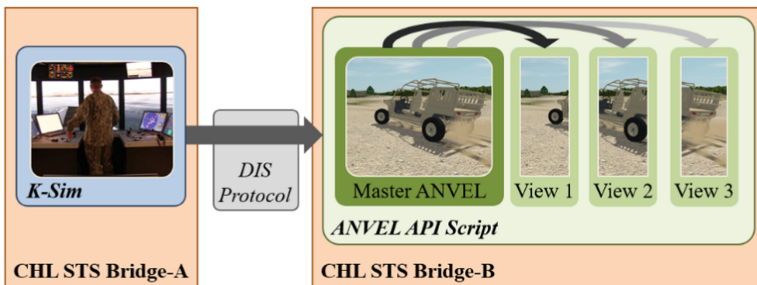 K-Sim
CHL STS Bridge-A
DIS
Protocol
Master ANVEL
View 1
View 2
View 3
ANVEL API Script
CHL STS Bridge-B